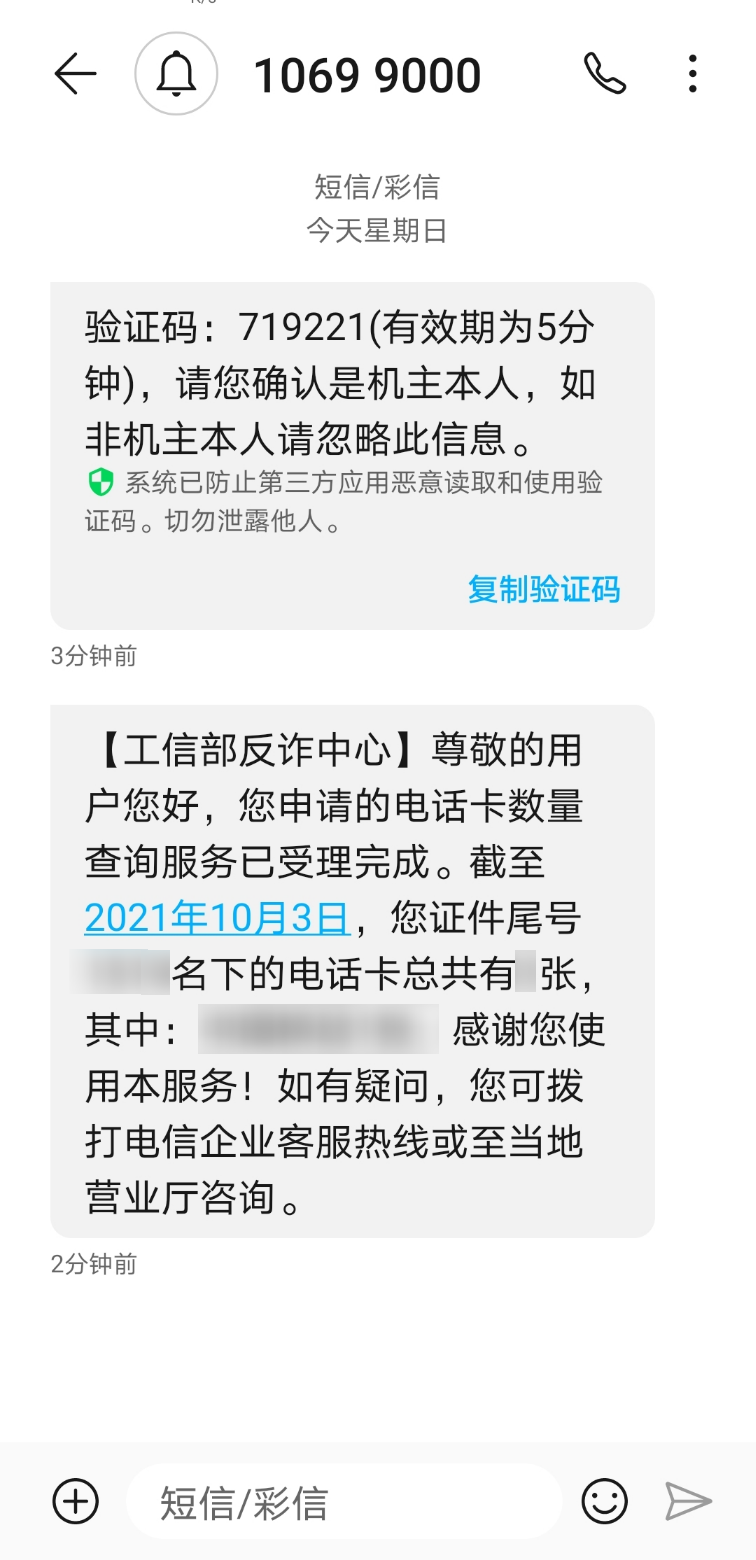 1069 9000
短信/彩信
今天星期日
验证码：719221(有效期为5分
钟)，请您确认是机主本人，如
非机主本人请忽略此信息。
系统已防止第三方应用恶意读取和使用验
证码。切勿泄露他人。
复制验证码
3分钟前
【工信部反诈中心】尊敬的用
户您好，您申请的电话卡数量
查询服务已受理完成。截至
2021年10月3日，您证件尾号
名下的电话卡总共有 张，
其中： 感谢您使
用本服务！如有疑问，您可拨
打电信企业客服热线或至当地
营业厅咨询。
2分钟前
短信/彩信